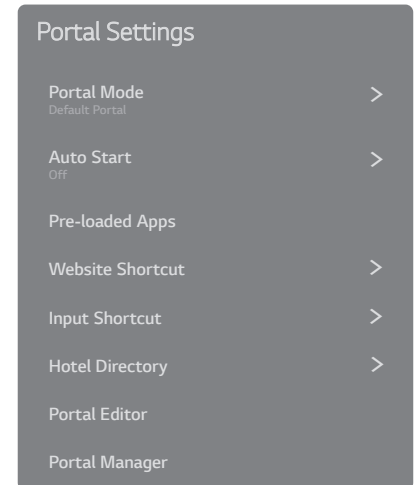 Portal Settings
Portal Mode
Default Portal
Auto Start
Off
Pre-loaded Apps
Website Shortcut
Input Shortcut
Hotel Directory
Portal Editor
Portal Manager